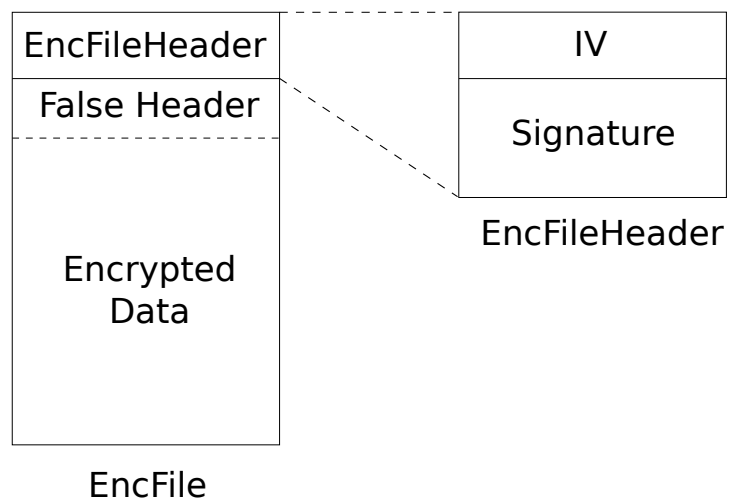 EncFileHeader
False Header
Encrypted
Data
EncFile
IV
Signature
EncFileHeader